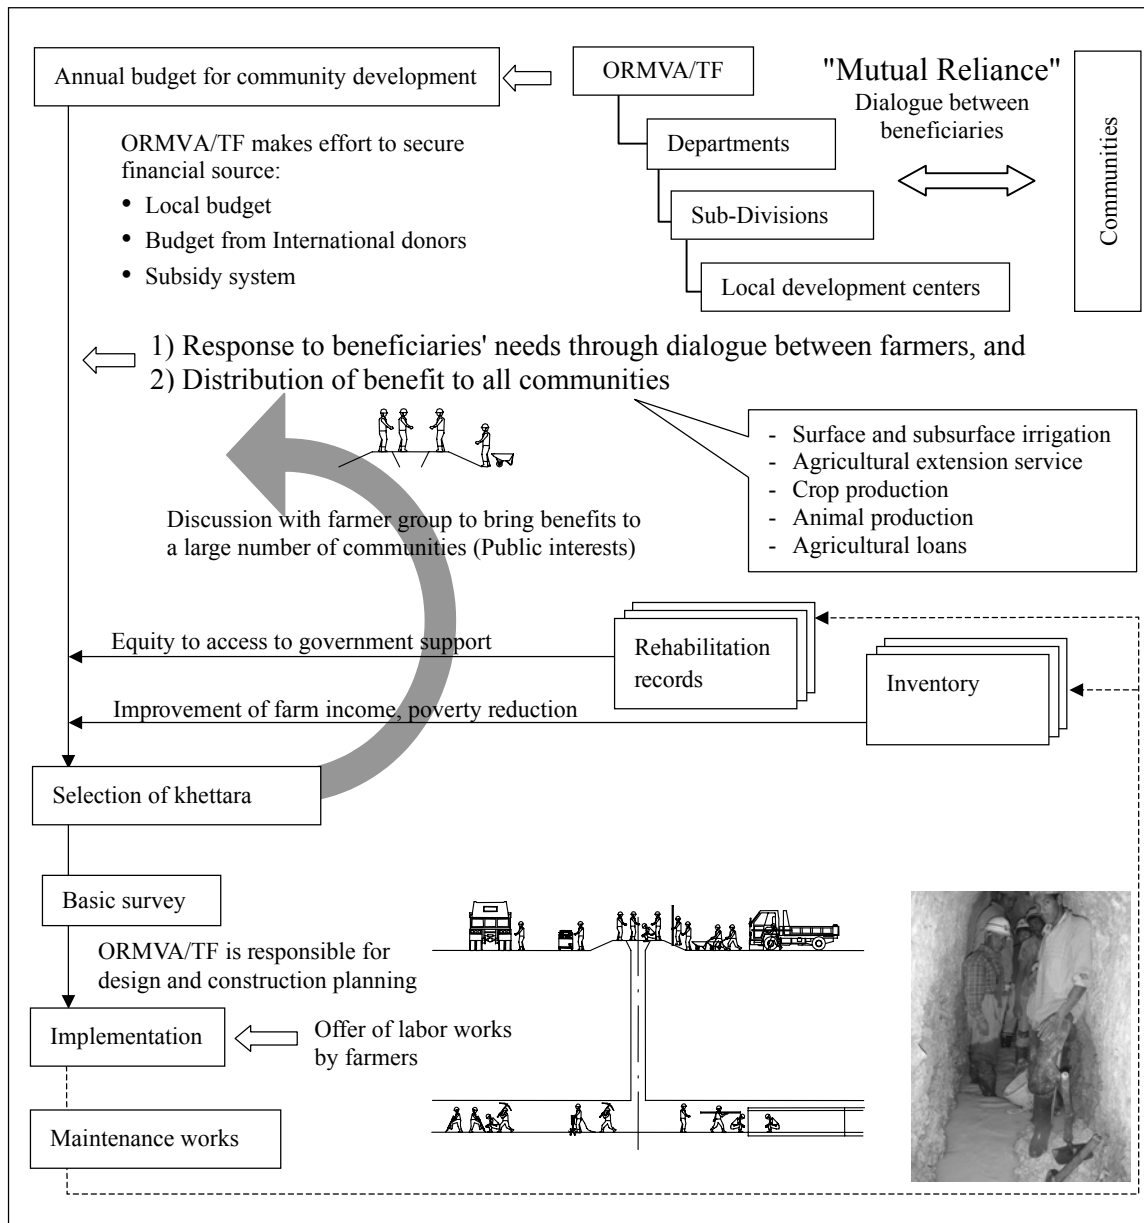 Annual budget for community development
ORMVA/TF
"Mutual Reliance"
Dialogue between
beneficiaries
Communities
Departments
Sub-Divisions
Local development centers
ORMVA/TF makes effort to secure
financial source:
• Local budget
• Budget from International donors
• Subsidy system
1) Response to beneficiaries' needs through dialogue between farmers, and
2) Distribution of benefit to all communities
- Surface and subsurface irrigation
- Agricultural extension service
- Crop production
- Animal production
- Agricultural loans
Discussion with farmer group to bring benefits to
a large number of communities (Public interests)
Equity to access to government support
Rehabilitation
records
Inventory
Improvement of farm income, poverty reduction
Selection of khettara
Basic survey
ORMVA/TF is responsible for
design and construction planning
Implementation
Offer of labor works
by farmers
Maintenance works